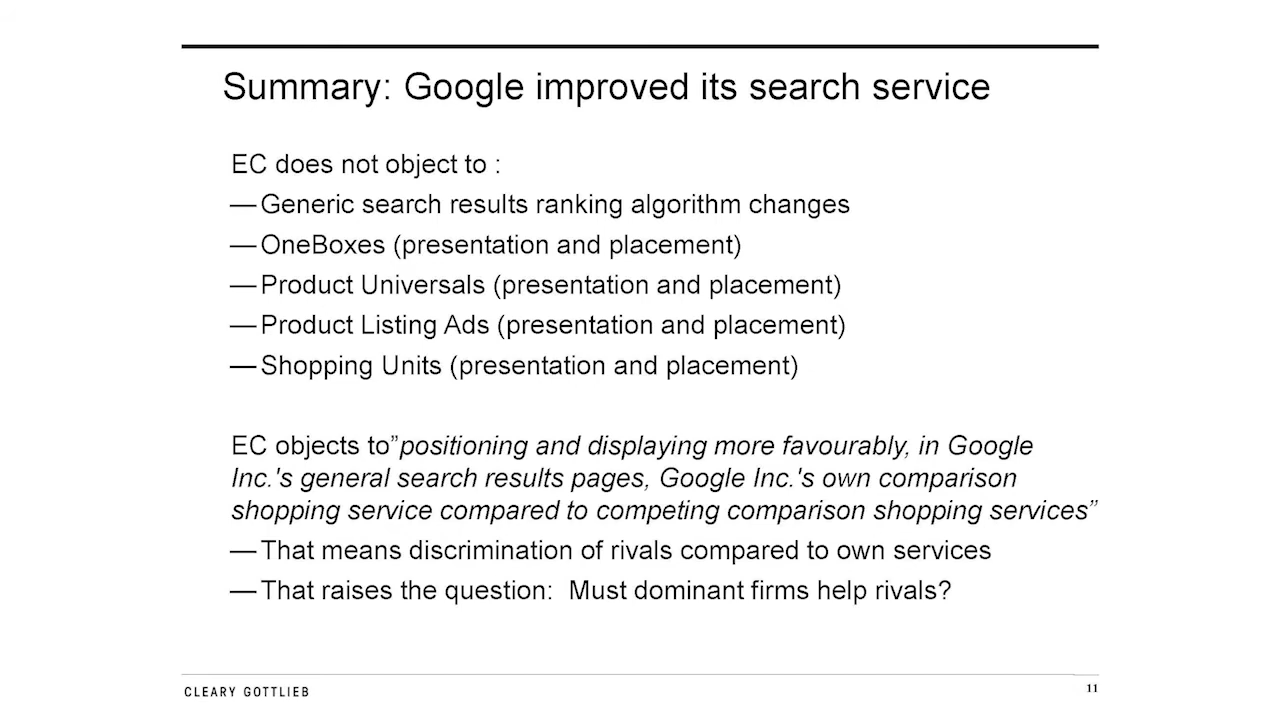 Summary: Google improved its search service
EC does not object to :
—Generic search results ranking algorithm changes
—OneBoxes (presentation and placement)
—Product Universals (presentation and placement)
—Product Listing Ads (presentation and placement)
—Shopping Units (presentation and placement)
EC objects to”positioning and displaying more favourably, in Google
Inc.'s general search results pages, Google Inc.'s own comparison
shopping service compared to competing comparison shopping services”
—That means discrimination of rivals compared to own services
—That raises the question:  Must dominant firms help rivals?
CLEARY GOTTLIEB
11